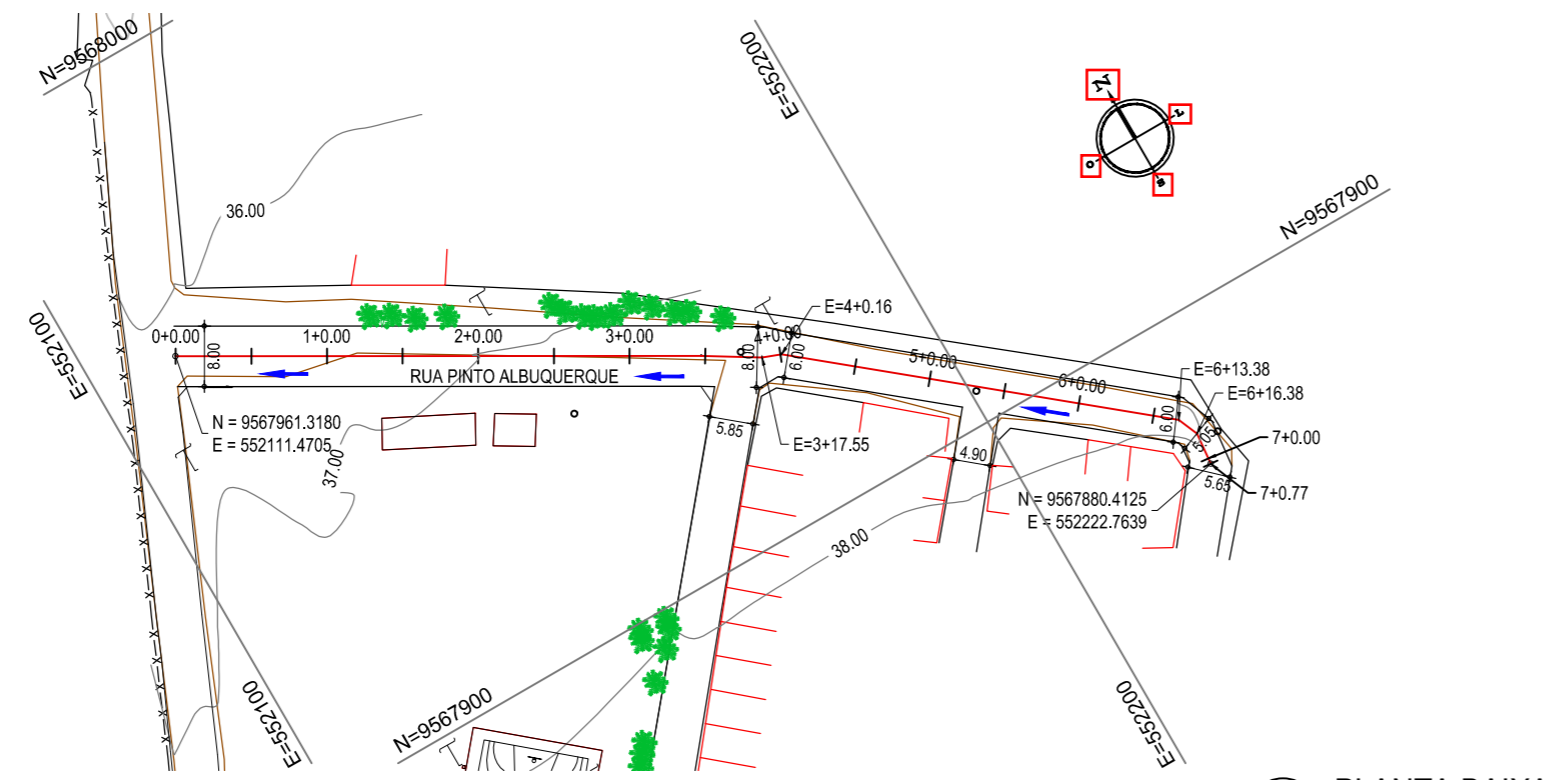 N=9568000
E=552200
N
L
O
S
N=9567900
36.00
E=552100
E=4+0.16
0+00.00
1+0.00
2+0.00
3+0.00
4+0.00
5+0.00
6+0.00
8.00
8.00
6.00
RUA PINTO ALBUQUERQUE
E=6+13.38
E=6+16.38
6.00
5.05
7+0.00
N = 9567961.3180
E = 552111.4705
5.85
E=3+17.55
4.90
37.00
5.65
7+0.77
N = 9567880.4125
E = 552222.7639
38.00
E=552100
N=9567900
E=552200